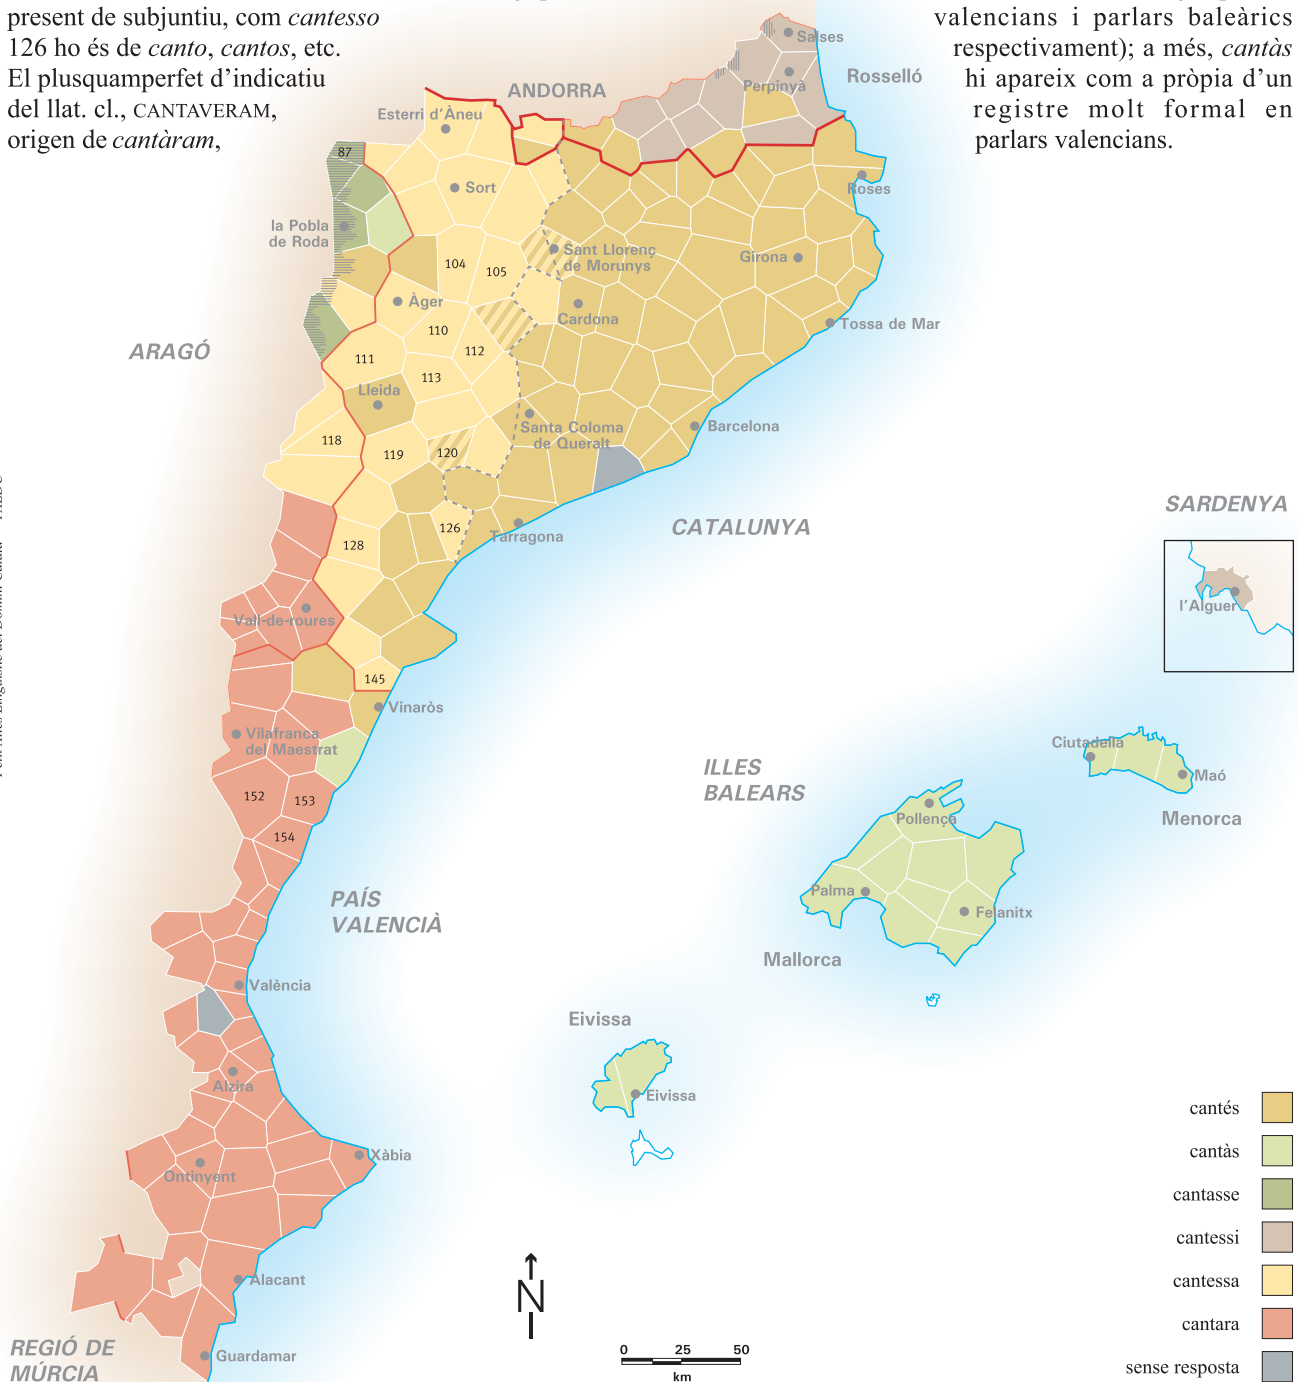 present de subjuntiu, com cantesso
126 ho és de canto, cantos, etc.
El plusquamperfet d’indicatiu
del llat. cl., CANTAVERAM,
origen de cantàram,
valencians i parlars baleàrics
respectivament); a més, cantàs
hi apareix com a pròpia d’un
registre molt formal en
parlars valencians.
Salses
Rosselló
Perpinyà
ANDORRA
Esterri d’Àneu
87
Sort
Roses
la Pobla
de Roda
Sant Llorenç
de Morunys
Girona
104
105
Àger
Cardona
Tossa de Mar
110
ARAGÓ
111
112
113
Lleida
Santa Coloma
de Queralt
Barcelona
118
119
120
SARDENYA
126
Tarragona
CATALUNYA
128
l’Alguer
Vall-de-roures
145
Vinaròs
Vilafranca
del Maestrat
Ciutadella
ILLES
BALEARS
Maó
152
153
Pollença
Menorca
154
Palma
PAÍS
VALENCIÀ
Felanitx
Mallorca
València
Eivissa
Alzira
Eivissa
cantés
cantàs
Xàbia
Ontinyent
cantasse
cantessi
Alacant
cantessa
cantara
REGIÓ DE
MÚRCIA
Guardamar
N
0 25 50
km
sense resposta